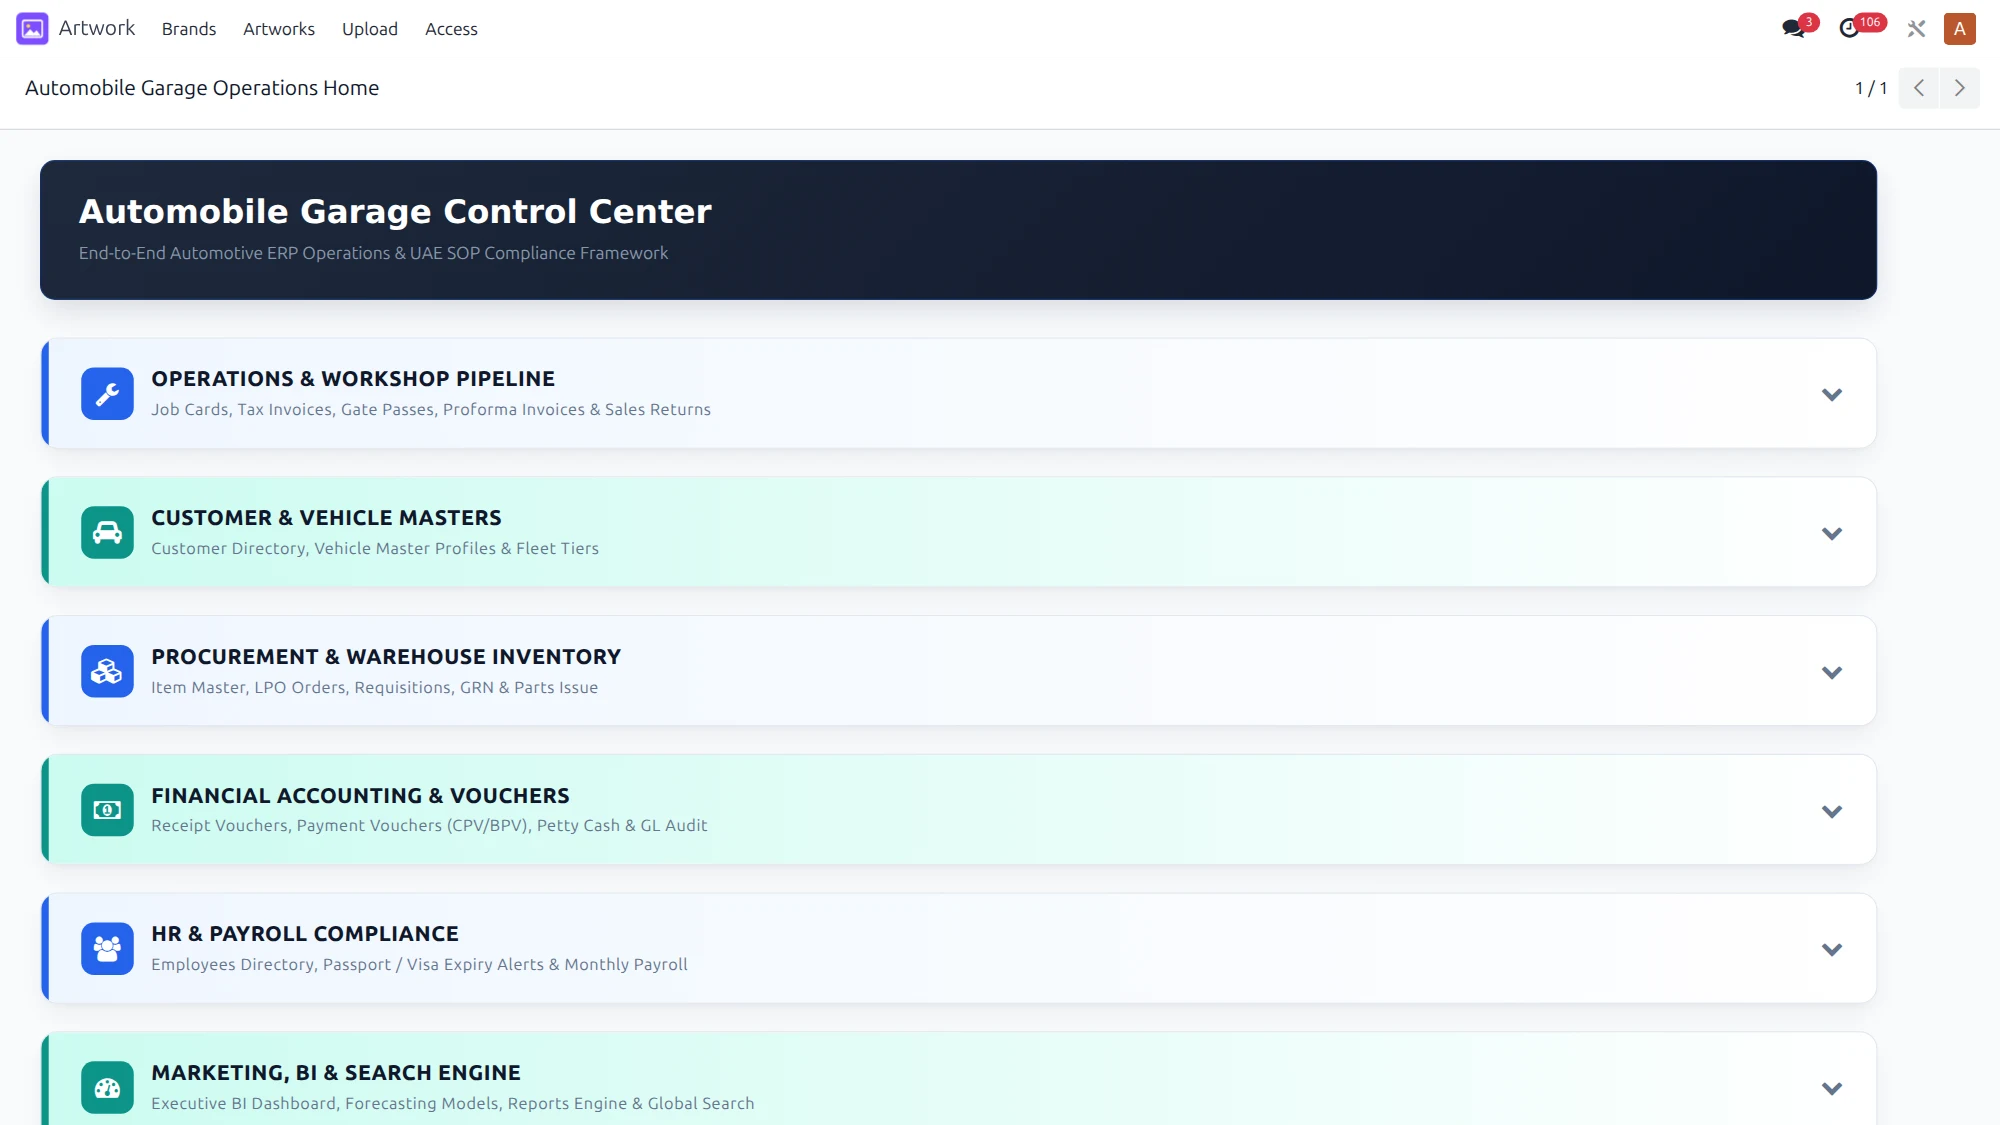 Artwork
Brands
Artworks
Upload
Access
3
106
A
Automobile Garage Operations Home
1 / 1
Automobile Garage Control Center
End-to-End Automotive ERP Operations & UAE SOP Compliance Framework
OPERATIONS & WORKSHOP PIPELINE
Job Cards, Tax Invoices, Gate Passes, Proforma Invoices & Sales Returns
CUSTOMER & VEHICLE MASTERS
Customer Directory, Vehicle Master Profiles & Fleet Tiers
PROCUREMENT & WAREHOUSE INVENTORY
Item Master, LPO Orders, Requisitions, GRN & Parts Issue
FINANCIAL ACCOUNTING & VOUCHERS
Receipt Vouchers, Payment Vouchers (CPV/BPV), Petty Cash & GL Audit
HR & PAYROLL COMPLIANCE
Employees Directory, Passport / Visa Expiry Alerts & Monthly Payroll
MARKETING, BI & SEARCH ENGINE
Executive BI Dashboard, Forecasting Models, Reports Engine & Global Search